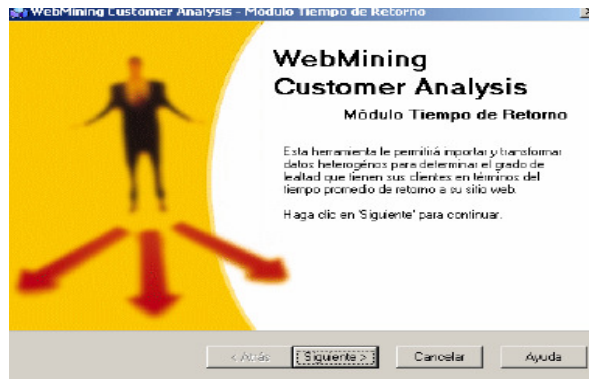 WebMining Customer Analysis - Módulo Tiempo de Retorno
WebMining
Customer Analysis
Módulo Tiempo de Retorno
Esta herramienta le permitirá importar y transformar
datos heterogénos para determinar el grado de
lealtad que tienen sus clientes en términos del
tiempo promedio de retorno a su sitio web.
Haga clic en 'Siguiente' para continuar.
< Atrás Siguiente > Cancelar Ayuda